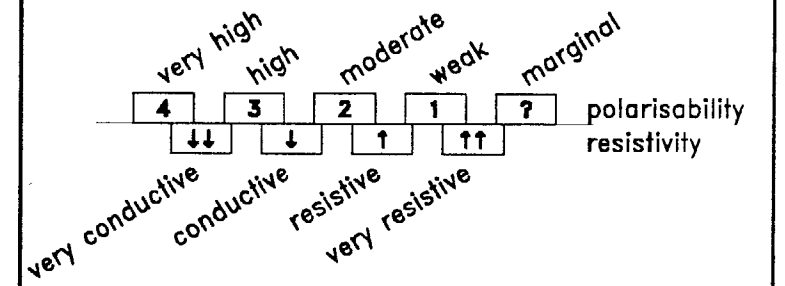 very high
high
moderate
weak
marginal
4 3 2 1 ? polarisability
↓↓ ↓ ↑ ↑↑ resistivity
very conductive
conductive
resistive
very resistive